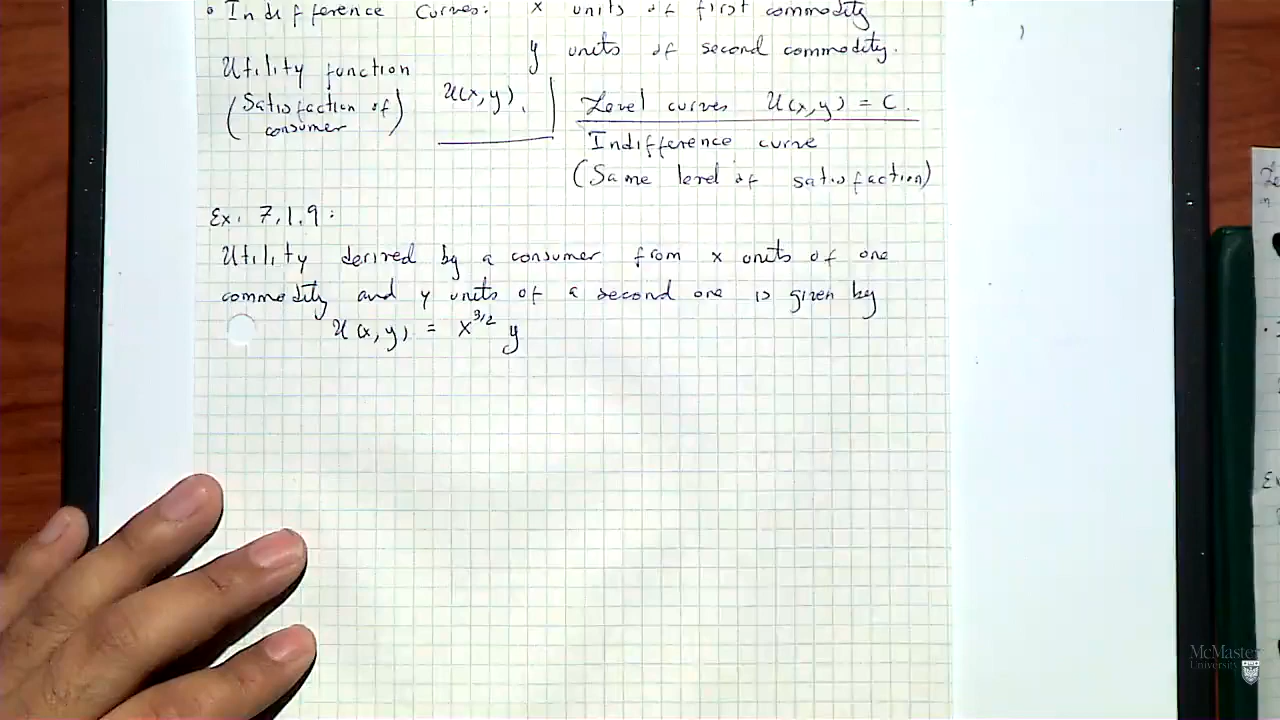 • Indifference Curves: x units of first commodity
y units of second commodity.
Utility function
(Satisfaction of consumer)
U(x,y).
Level curves U(x,y) = C.
Indifference curve
(Same level of satisfaction)
Ex. 7.1.9:
Utility derived by a consumer from x units of one
commodity and y units of a second one is given by
U(x,y) = x^{3/2} y
McMaster
University